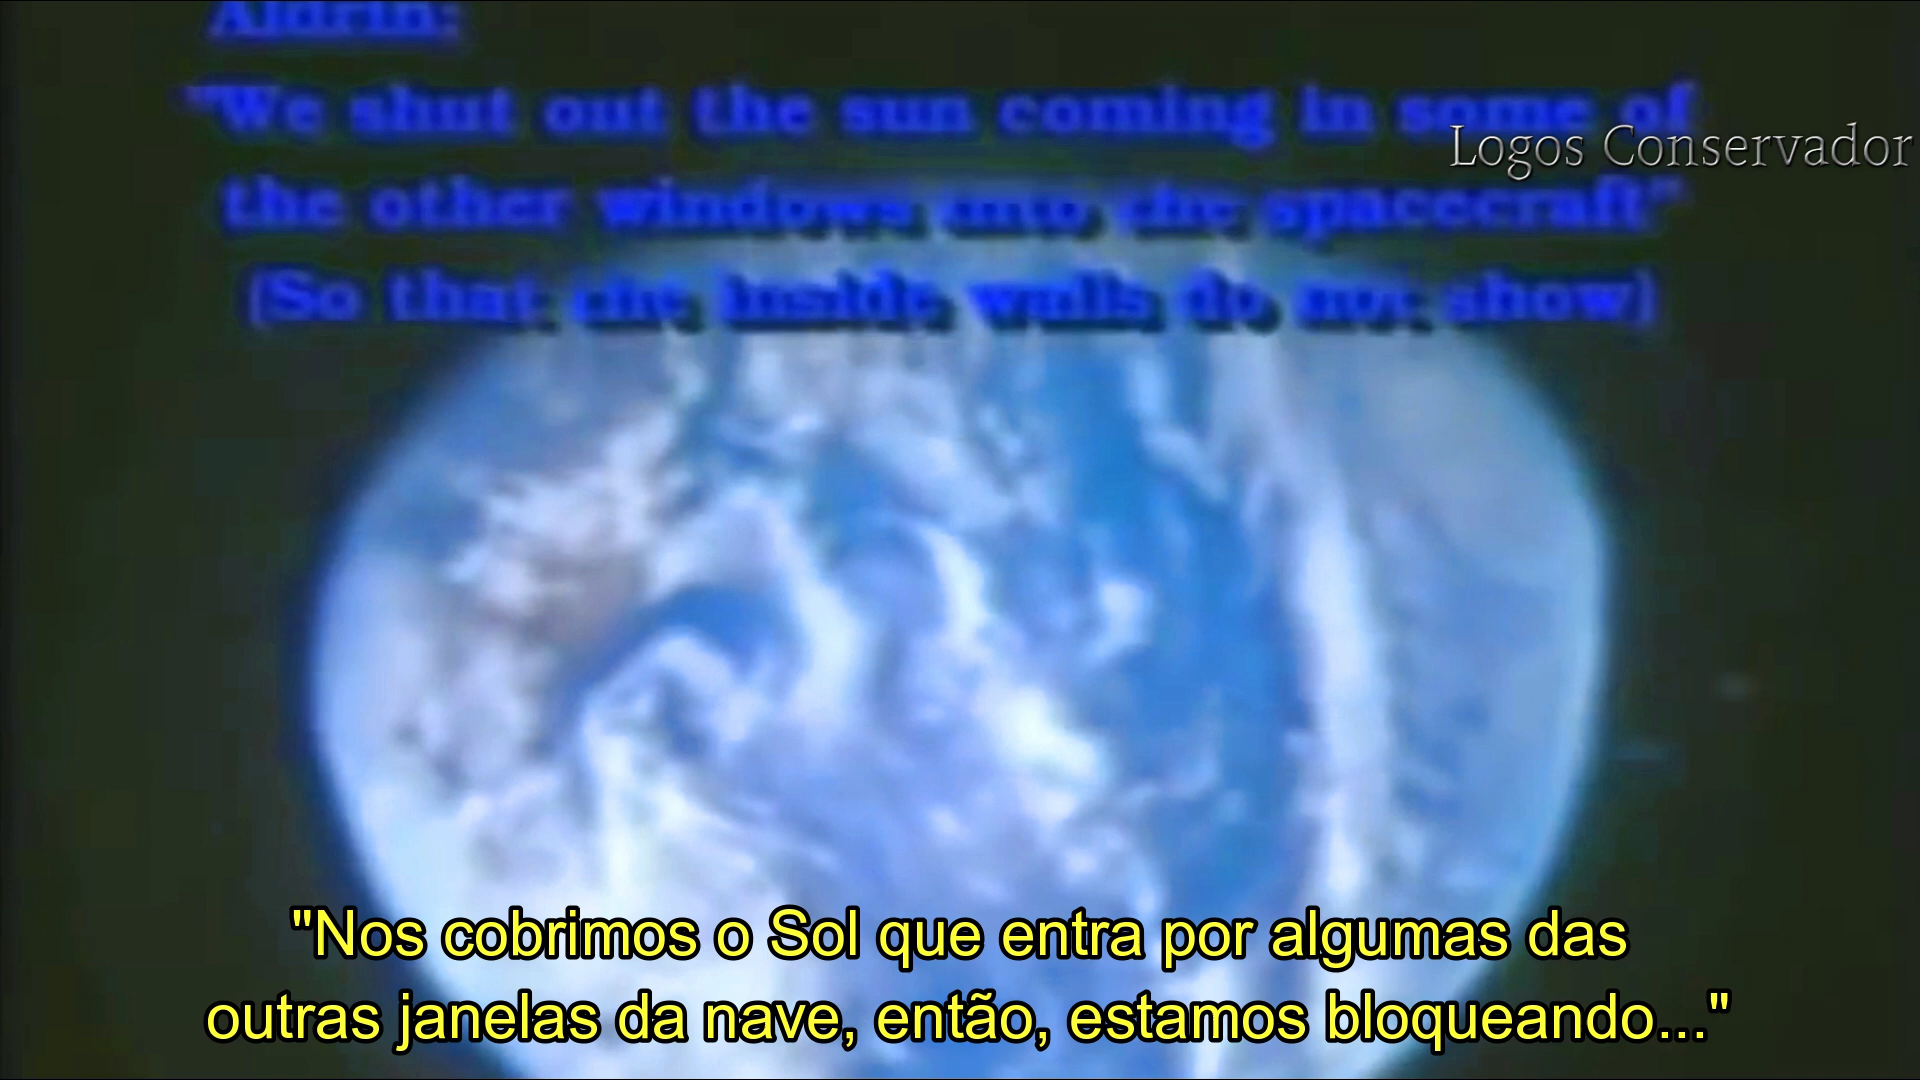 Aldrin:
"We shut out the sun coming in some of
Logos Conservador
the other windows into the spacecraft"
(So that the inside walls do not show)
"Nos cobrimos o Sol que entra por algumas das
outras janelas da nave, então, estamos bloqueando..."